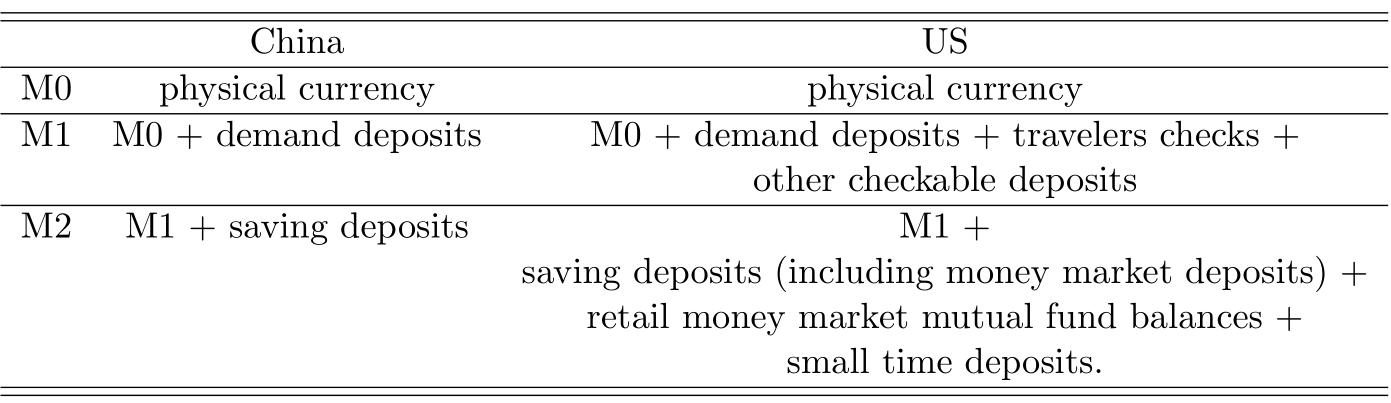 China US
M0 physical currency physical currency
M1 M0 + demand deposits M0 + demand deposits + travelers checks +
other checkable deposits
M2 M1 + saving deposits M1 +
saving deposits (including money market deposits) +
retail money market mutual fund balances +
small time deposits.